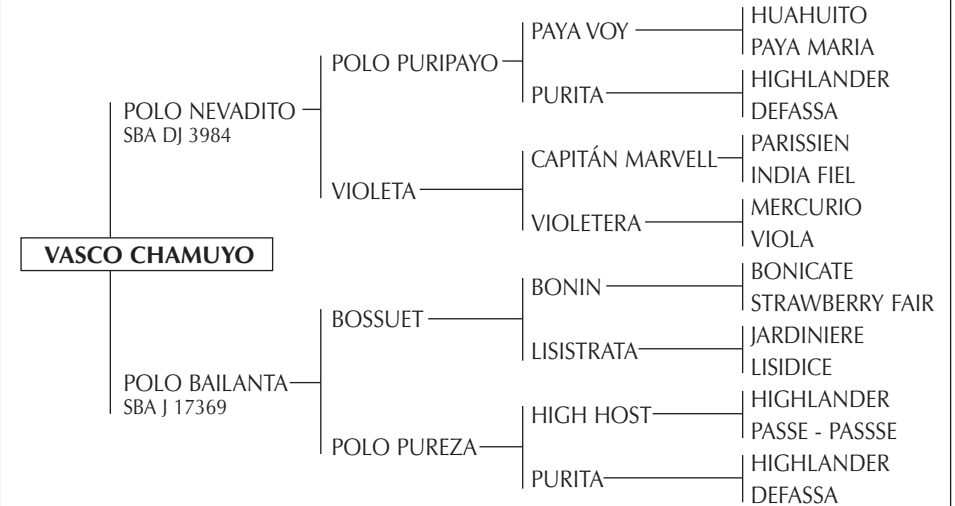 HUAHUITO
PAYA VOY
PAYA MARIA
POLO PURIPAYO
HIGHLANDER
PURITA
DEFASSA
POLO NEVADITO
SBA DJ 3984
PARISSIEN
CAPITÁN MARVELL
INDIA FIEL
VIOLETA
MERCURIO
VIOLETERA
VIOLA
VASCO CHAMUYO
BONICATE
BONIN
STRAWBERRY FAIR
BOSSUET
JARDINIERE
LISISTRATA
LISIDICE
POLO BAILANTA
SBA J 17369
HIGHLANDER
HIGH HOST
PASSE - PASSSE
POLO PUREZA
HIGHLANDER
PURITA
DEFASSA